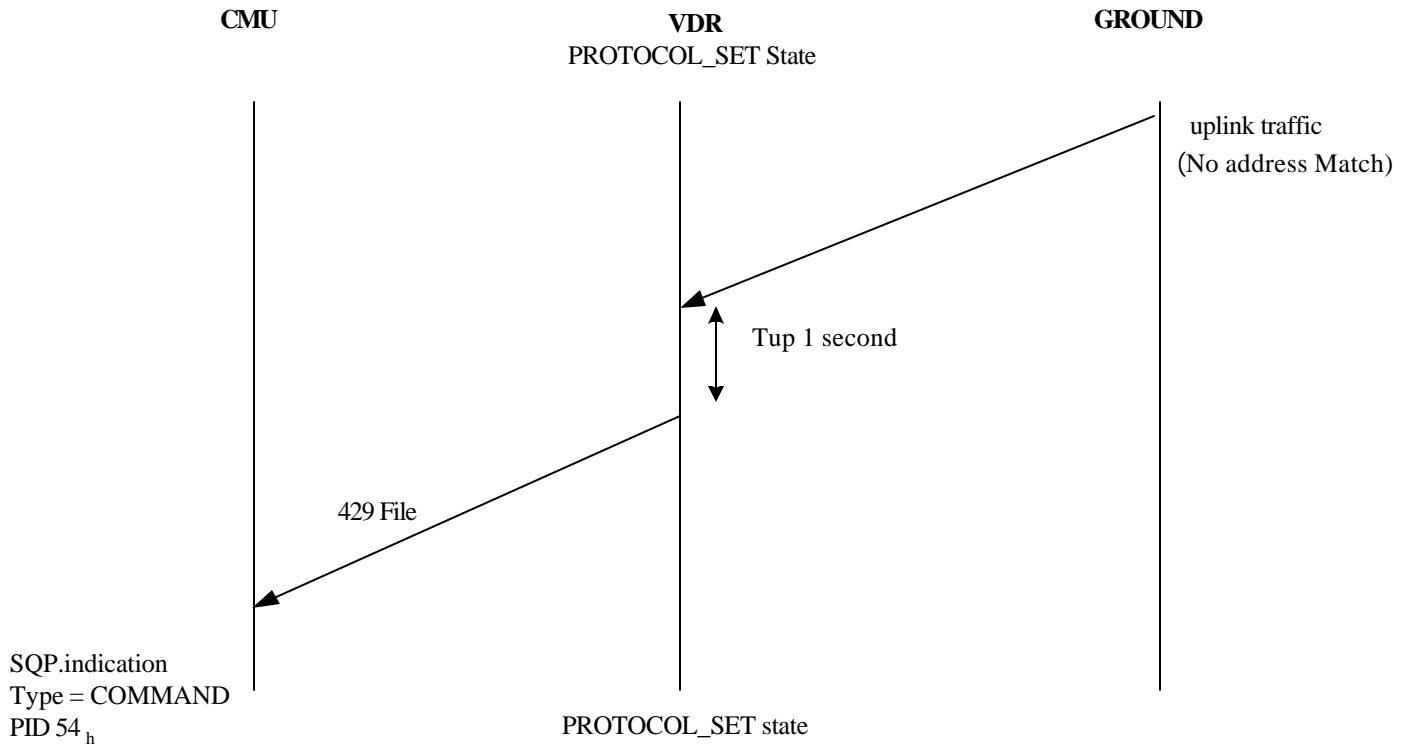 CMU
VDR
GROUND
PROTOCOL_SET State
uplink traffic
(No address Match)
Tup 1 second
429 File
SQP.indication
Type = COMMAND
PID 54 h
PROTOCOL_SET state